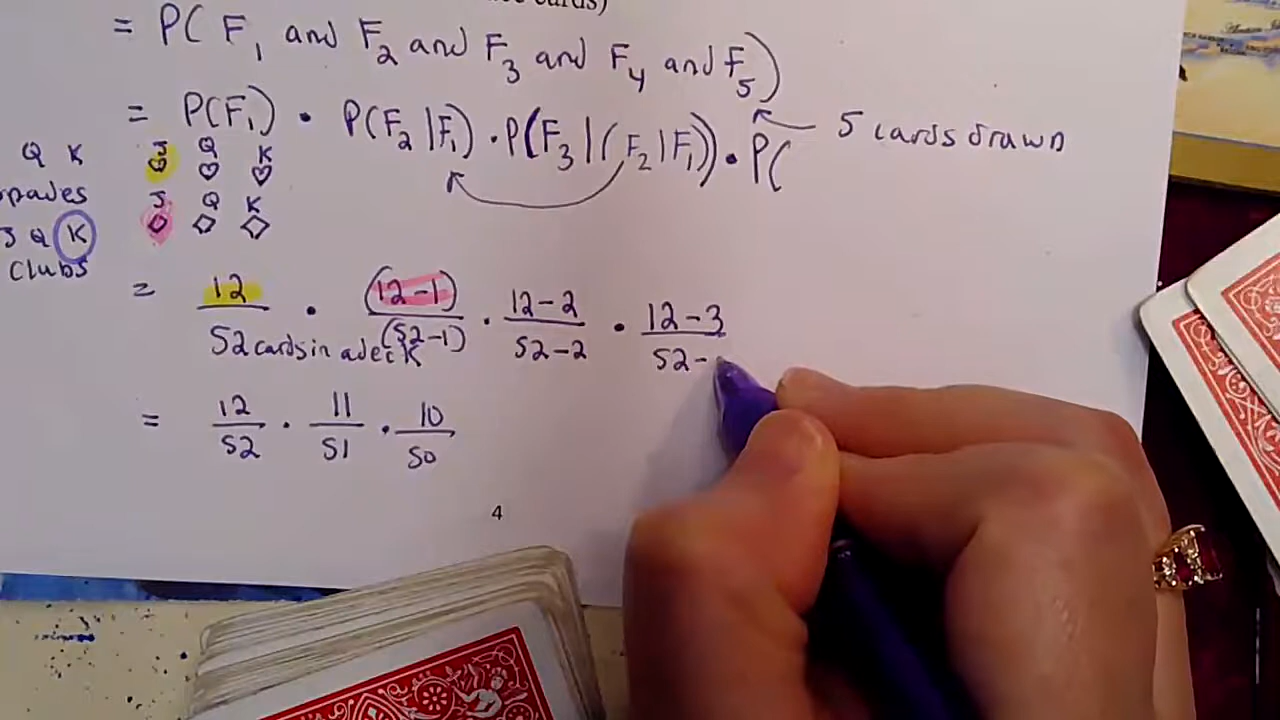 cards)
= P( F1 and F2 and F3 and F4 and F5)
= P(F1) · P(F2|F1) · P(F3|(F2|F1)) · P(
5 cards drawn
Q K J Q K
♡ ♡ ♡
pades J Q K
J Q K ◇ ◇ ◇
Clubs
= 12/52 cards in a deck · (12-1)/(52-1) · 12-2/52-2 · 12-3/52-
= 12/52 · 11/51 · 10/50
4